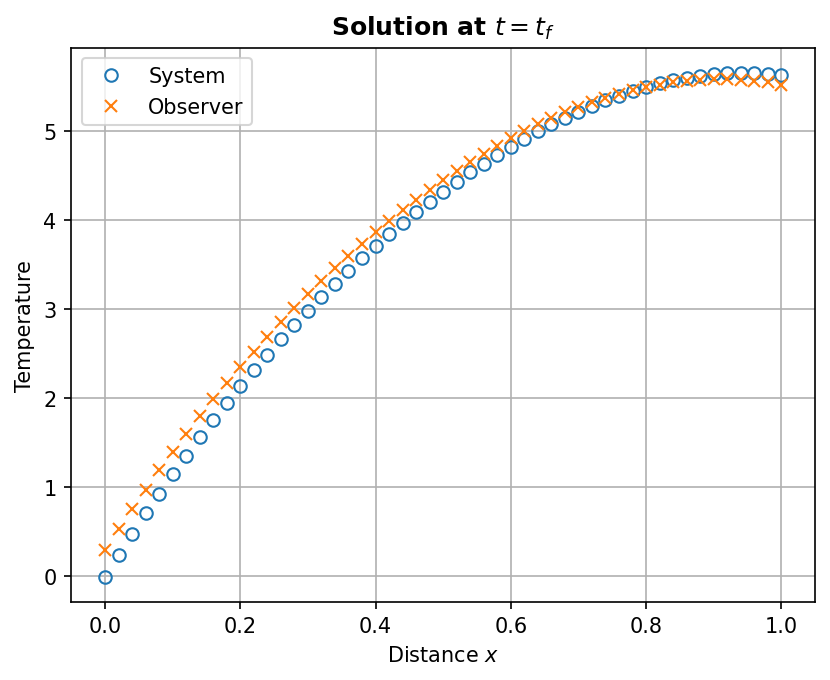 Solution at t = t_f
System
Observer
Temperature
5
4
3
2
1
0
0.0 0.2 0.4 0.6 0.8 1.0
Distance x